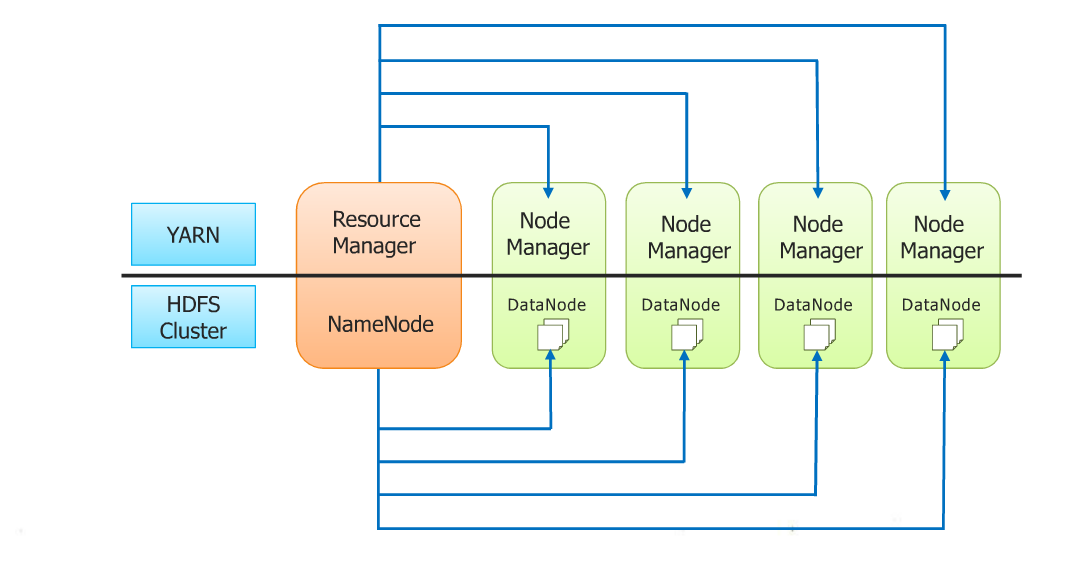 YARN
Resource
Manager
Node
Manager
Node
Manager
Node
Manager
Node
Manager
HDFS
Cluster
NameNode
DataNode
DataNode
DataNode
DataNode